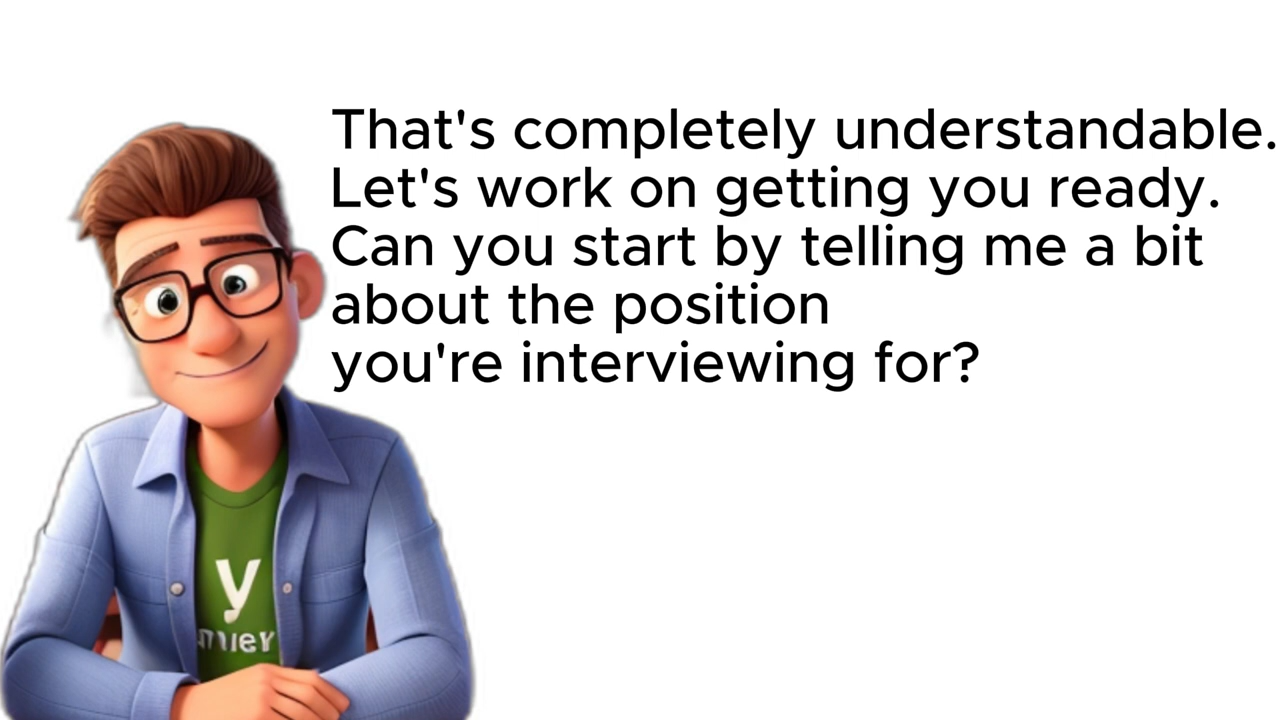 That's completely understandable.
Let's work on getting you ready.
Can you start by telling me a bit
about the position
you're interviewing for?
y